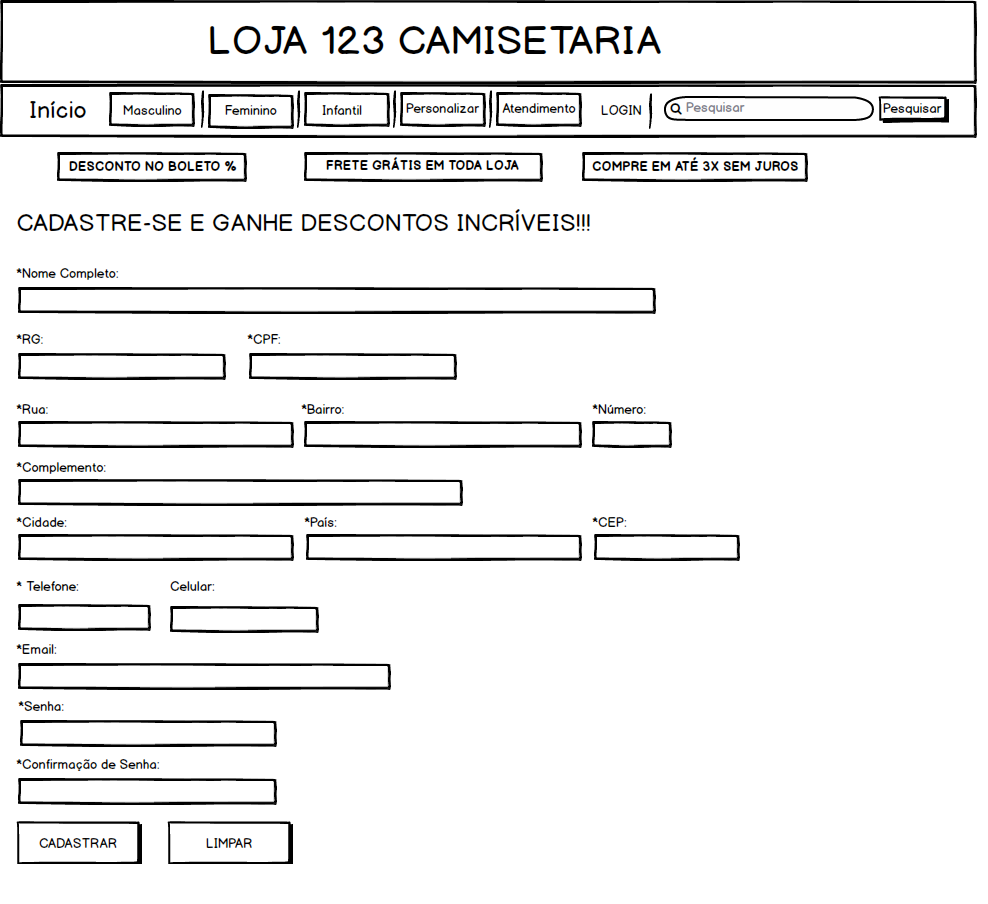 LOJA 123 CAMISETARIA
Início Masculino Feminino Infantil Personalizar Atendimento LOGIN Pesquisar Pesquisar
DESCONTO NO BOLETO % FRETE GRÁTIS EM TODA LOJA COMPRE EM ATÉ 3X SEM JUROS
CADASTRE-SE E GANHE DESCONTOS INCRÍVEIS!!!
*Nome Completo:
*RG: *CPF:
*Rua: *Bairro: *Número:
*Complemento:
*Cidade: *País: *CEP:
* Telefone: Celular:
*Email:
*Senha:
*Confirmação de Senha:
CADASTRAR LIMPAR